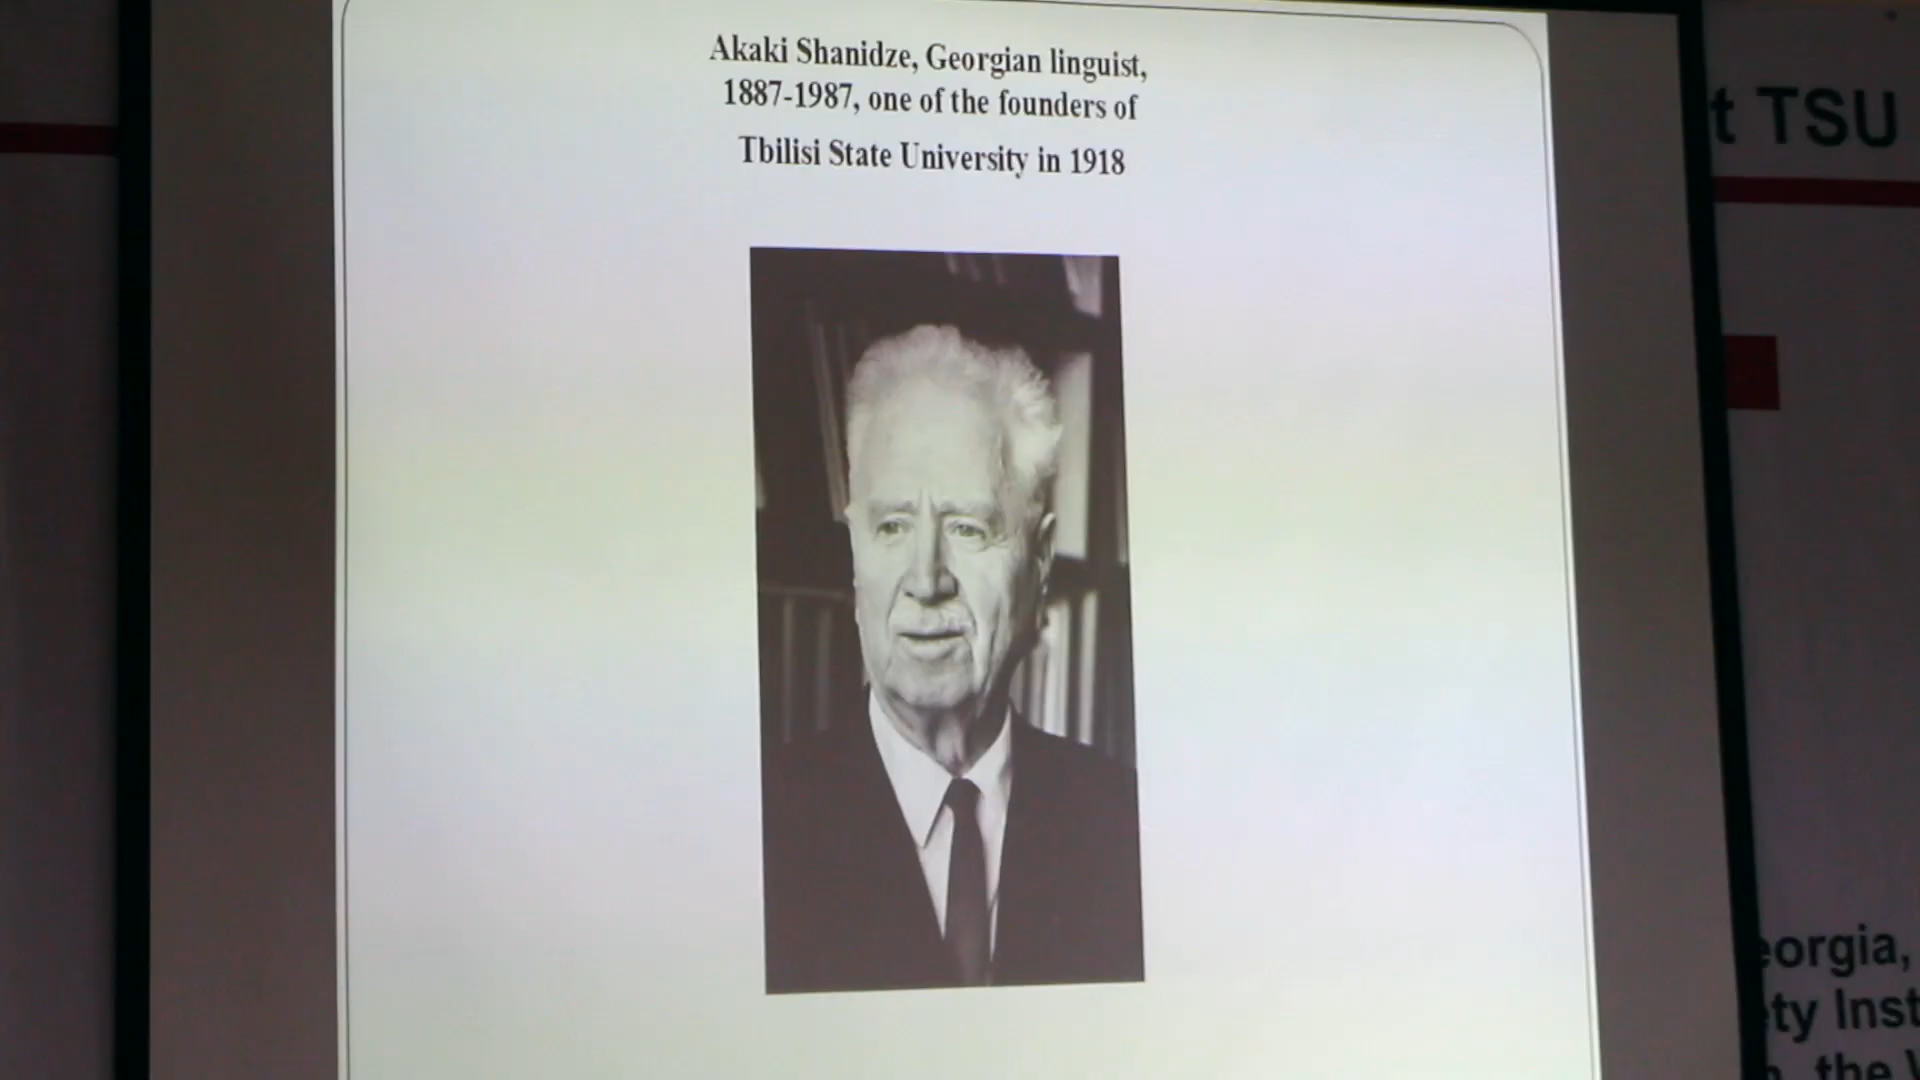 Akaki Shanidze, Georgian linguist,
1887-1987, one of the founders of
Tbilisi State University in 1918
t TSU
eorgia,
ty Inst
the